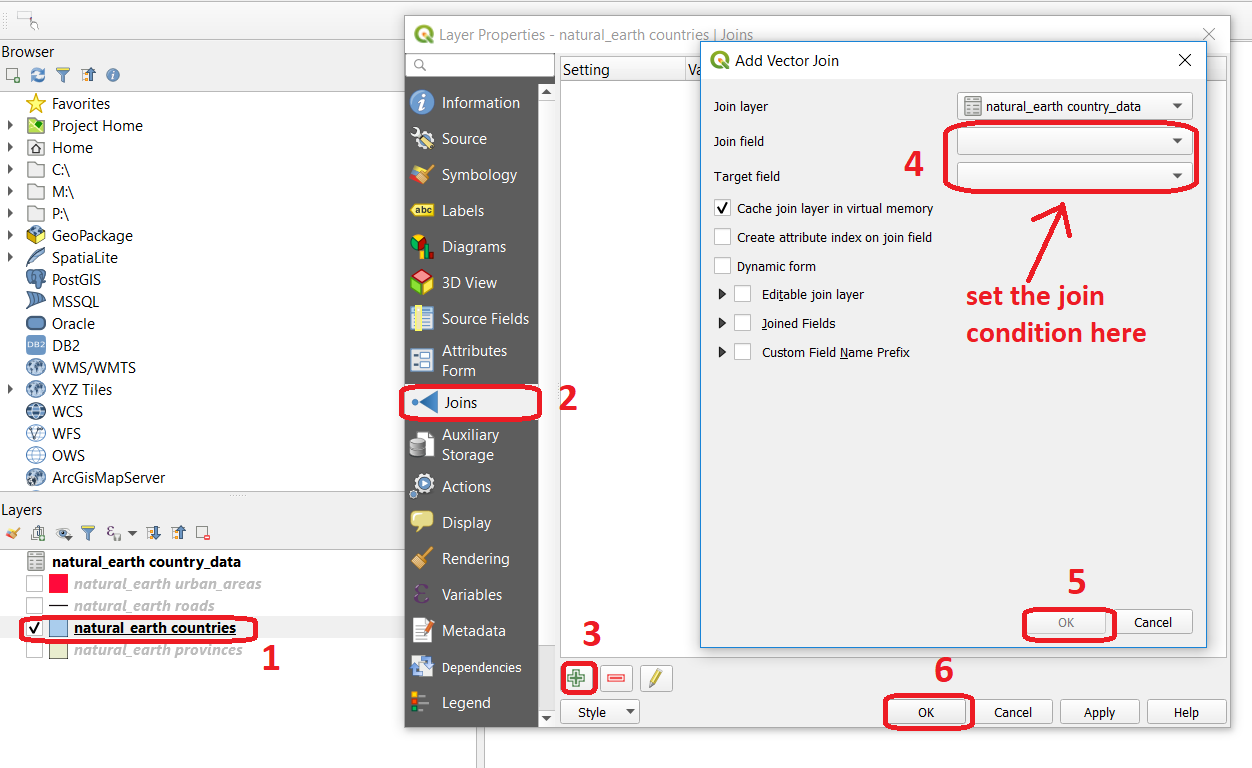 Browser
Favorites
Project Home
Home
C:\
M:\
P:\
GeoPackage
SpatiaLite
PostGIS
MSSQL
Oracle
DB2
DB2
WMS/WMTS
XYZ Tiles
WCS
WFS
OWS
ArcGisMapServer
Layers
natural_earth country_data
natural_earth urban_areas
natural_earth roads
natural_earth countries
natural_earth provinces
1
Layer Properties - natural_earth countries | Joins
Information
Source
Symbology
abc
Labels
Diagrams
3D View
Source Fields
Attributes
Form
Joins
2
Auxiliary
Storage
Actions
Display
Rendering
Variables
Metadata
Dependencies
Legend
Setting
Va
Add Vector Join
Join layer
natural_earth country_data
Join field
4
Target field
Cache join layer in virtual memory
Create attribute index on join field
Dynamic form
Editable join layer
Joined Fields
Custom Field Name Prefix
set the join
condition here
5
OK
Cancel
3
6
Style
OK
Cancel
Apply
Help